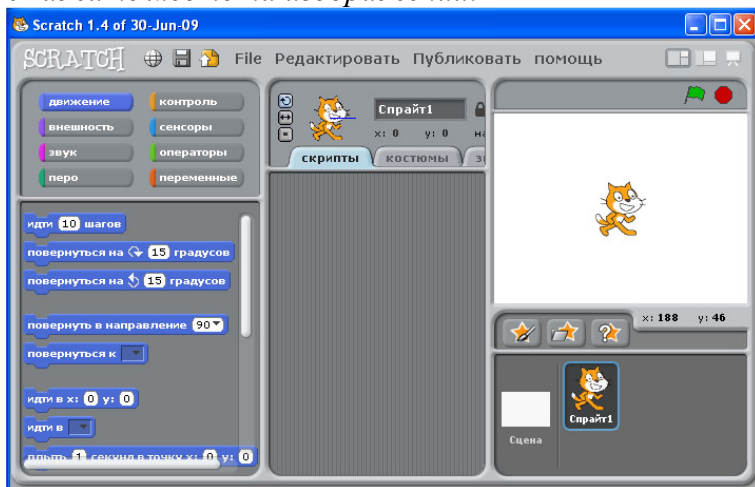 Scratch 1.4 of 30-Jun-09
SCRATCH File Редактировать Публиковать помощь
движение контроль
внешность сенсоры
звук операторы
перо переменные
Спрайт1
x: 0 y: 0
скрипты костюмы
идти 10 шагов
повернуться на 15 градусов
повернуться на 15 градусов
повернуть в направление 90
повернуться к
идти в x: 0 y: 0
идти в
плыть 1 секунд в точку x: 0 y: 0
x: 188 y: 46
Спрайт1
Сцена